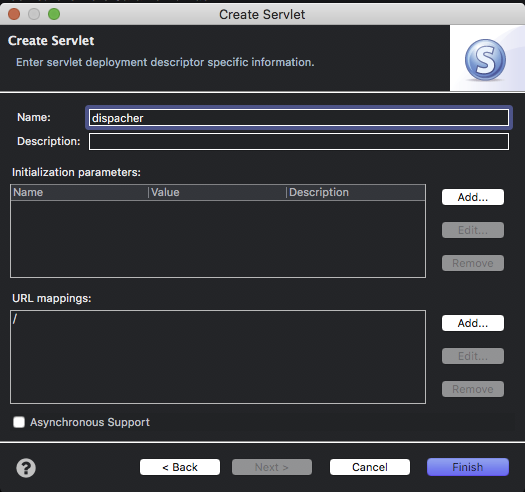 Create Servlet
Create Servlet
Enter servlet deployment descriptor specific information.
S
Name: dispacher
Description:
Initialization parameters:
Name Value Description
Add...
Edit...
Remove
URL mappings:
/
Add...
Edit...
Remove
Asynchronous Support
? < Back Next > Cancel Finish